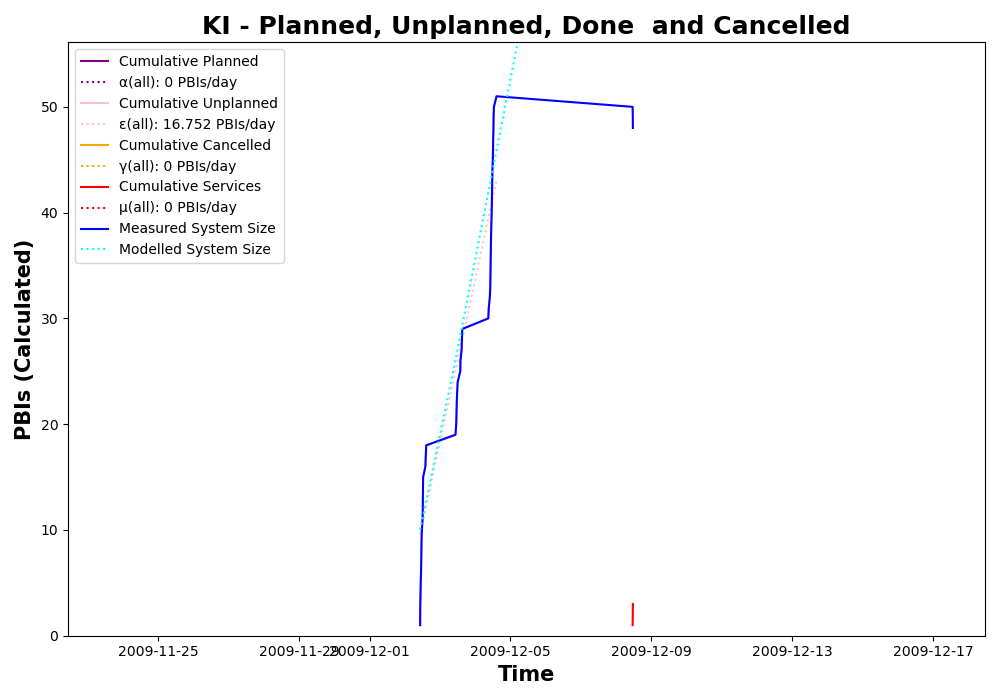 KI - Planned, Unplanned, Done  and Cancelled
Cumulative Planned
α(all): 0 PBIs/day
Cumulative Unplanned
ε(all): 16.752 PBIs/day
Cumulative Cancelled
γ(all): 0 PBIs/day
Cumulative Services
μ(all): 0 PBIs/day
Measured System Size
Modelled System Size
PBIs (Calculated)
50
40
30
20
10
0
2009-11-25 2009-11-29 2009-12-01 2009-12-05 2009-12-09 2009-12-13 2009-12-17
Time